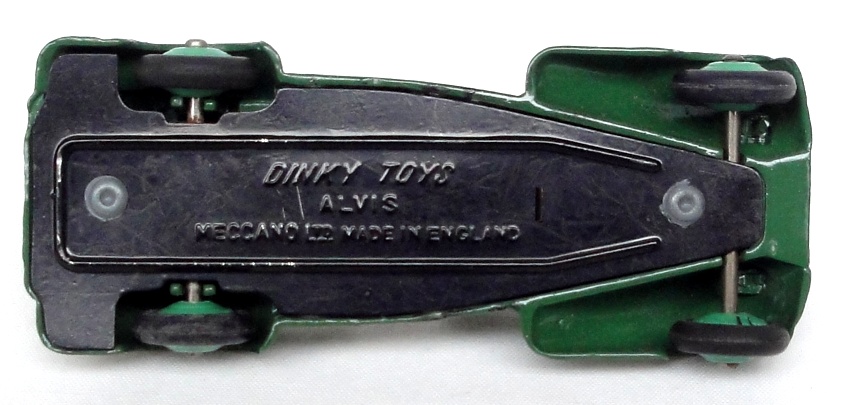 DINKY TOYS
ALVIS
MECCANO LTD MADE IN ENGLAND